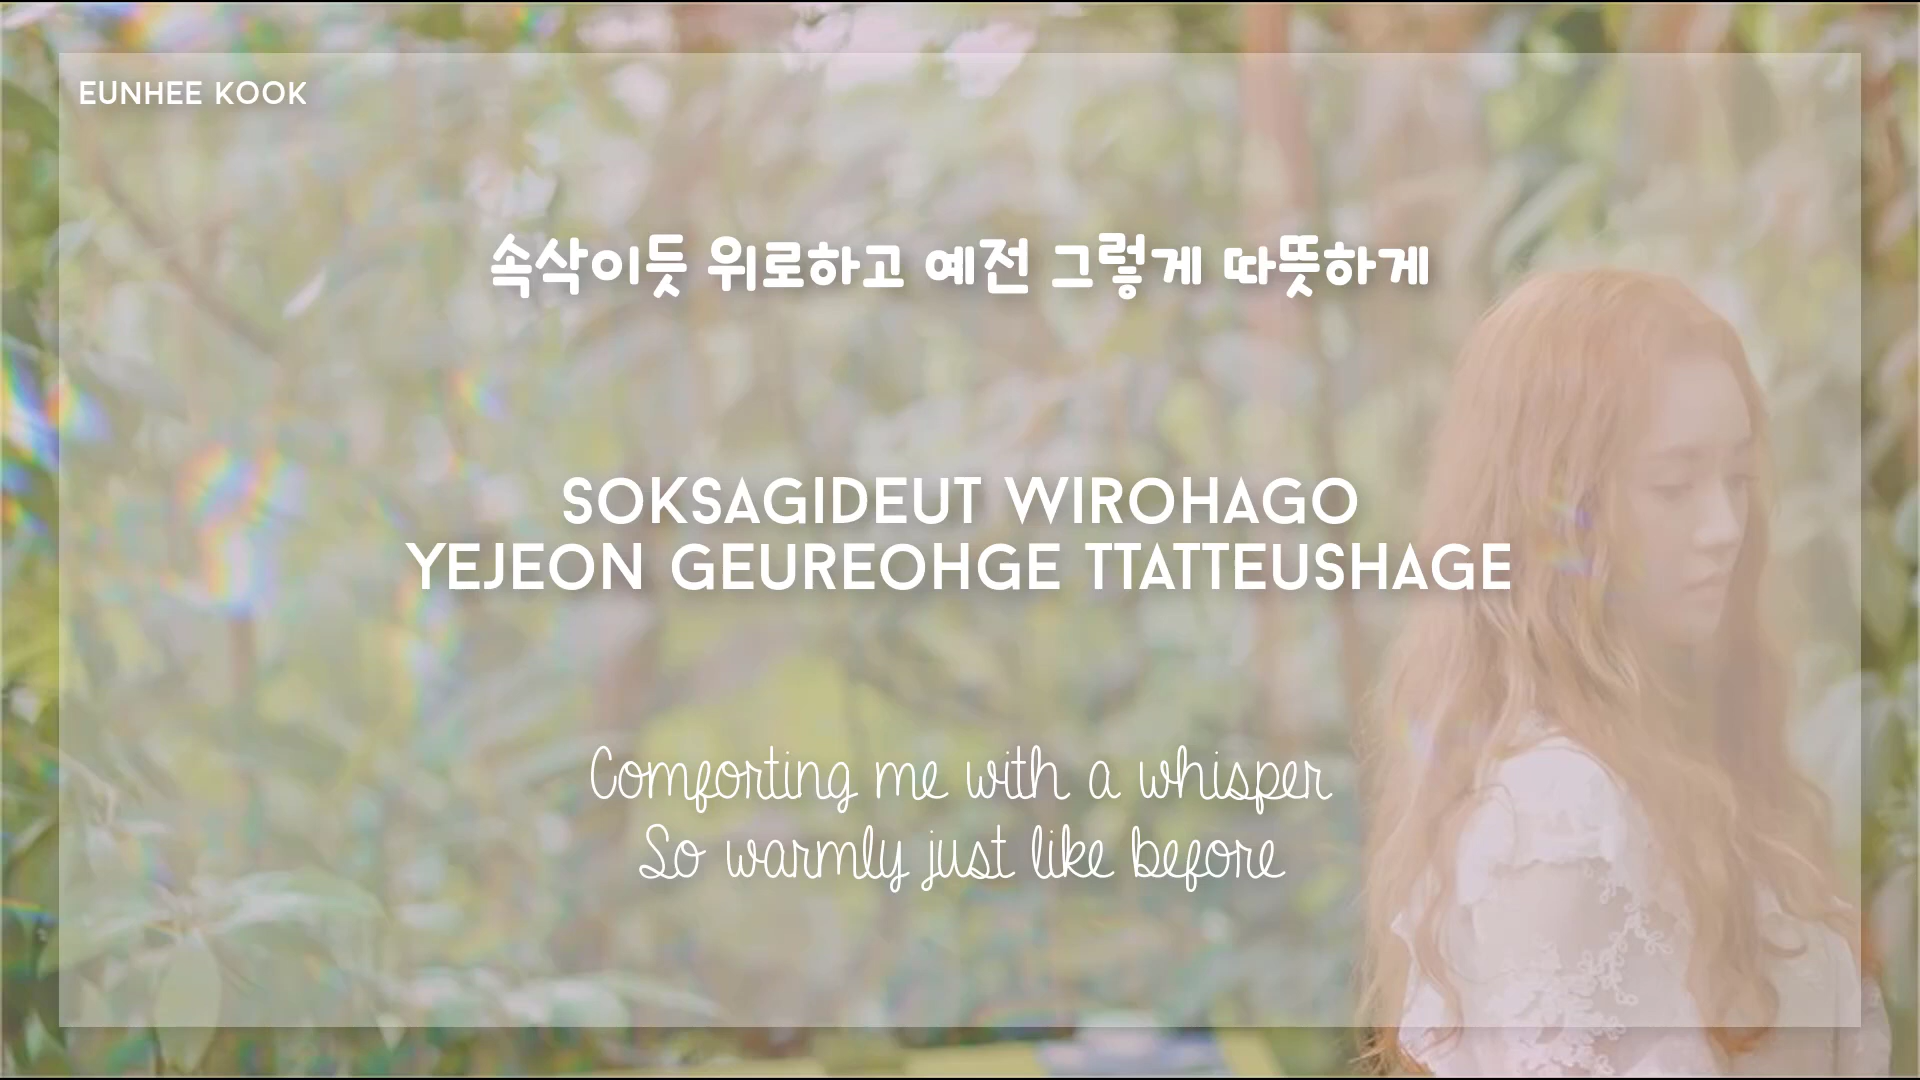 EUNHEE KOOK
속삭이듯 위로하고 예전 그렇게 따뜻하게
SOKSAGIDEUT WIROHAGO
YEJEON GEUREOHGE TTATTEUSHAGE
Comforting me with a whisper
So warmly just like before